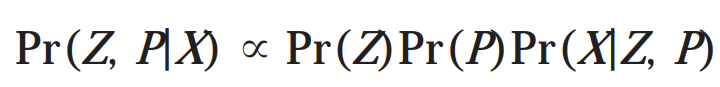 Pr(Z, P|X) ∝ Pr(Z)Pr(P)Pr(X|Z, P)